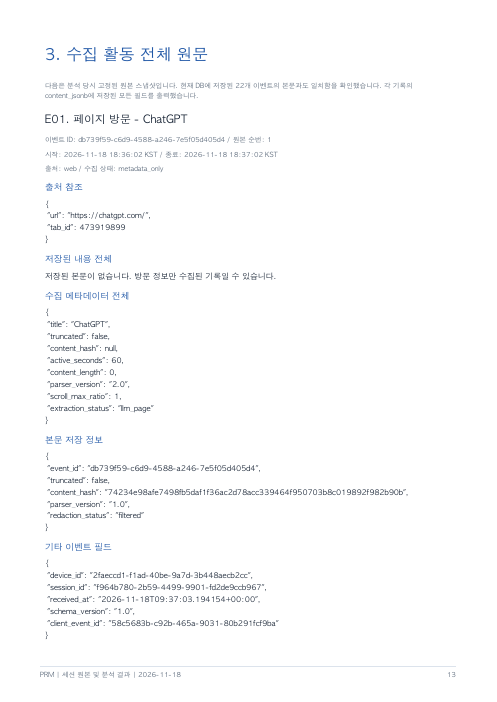 3. 수집 활동 전체 원문
다음은 분석 당시 고정된 원본 스냅샷입니다. 현재 DB에 저장된 22개 이벤트의 본문과도 일치함을 확인했습니다. 각 기록의
content_jsonb에 저장된 모든 필드를 출력했습니다.
E01. 페이지 방문 - ChatGPT
이벤트 ID: db739f59-c6d9-4588-a246-7e5f05d405d4 / 원본 순번: 1
시작: 2026-11-18 18:36:02 KST / 종료: 2026-11-18 18:37:02 KST
출처: web / 수집 상태: metadata_only
출처 참조
{
"url": "https://chatgpt.com/",
"tab_id": 473919899
}
저장된 내용 전체
저장된 본문이 없습니다. 방문 정보만 수집된 기록일 수 있습니다.
수집 메타데이터 전체
{
"title": "ChatGPT",
"truncated": false,
"content_hash": null,
"active_seconds": 60,
"content_length": 0,
"parser_version": "2.0",
"scroll_max_ratio": 1,
"extraction_status": "llm_page"
}
본문 저장 정보
{
"event_id": "db739f59-c6d9-4588-a246-7e5f05d405d4",
"truncated": false,
"content_hash": "74234e98afe7498fb5daf1f36ac2d78acc339464f950703b8c019892f982b90b",
"parser_version": "1.0",
"redaction_status": "filtered"
}
기타 이벤트 필드
{
"device_id": "2faeccd1-f1ad-40be-9a7d-3b448aecb2cc",
"session_id": "f964b780-2b59-4499-9901-fd2de9ccb967",
"received_at": "2026-11-18T09:37:03.194154+00:00",
"schema_version": "1.0",
"client_event_id": "58c5683b-c92b-465a-9031-80b291fcf9ba"
}
PRM | 세션 원본 및 분석 결과 | 2026-11-18
13